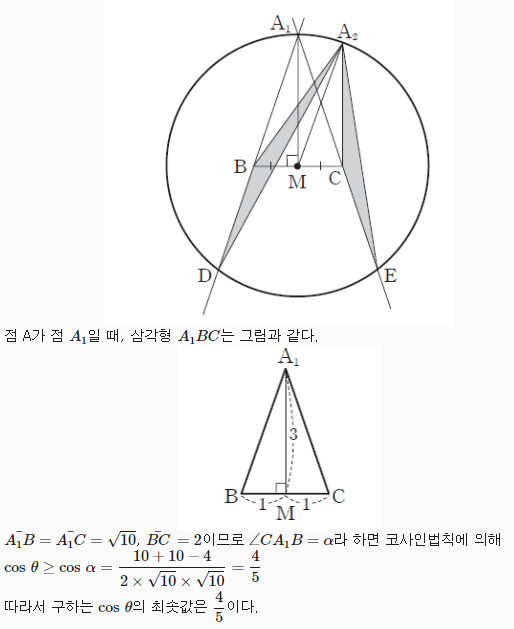 A₁
A₂
B
M
C
D
E
점 A가 점 A₁일 때, 삼각형 A₁BC는 그림과 같다.
A₁
3
B
1
M
1
C
A₁̄B = A₁̄C = √10, B̄C = 2이므로 ∠CA₁B = α라 하면 코사인법칙에 의해
cos θ ≥ cos α = (10 + 10 − 4)/(2 × √10 × √10) = 4/5
따라서 구하는 cos θ의 최솟값은 4/5이다.